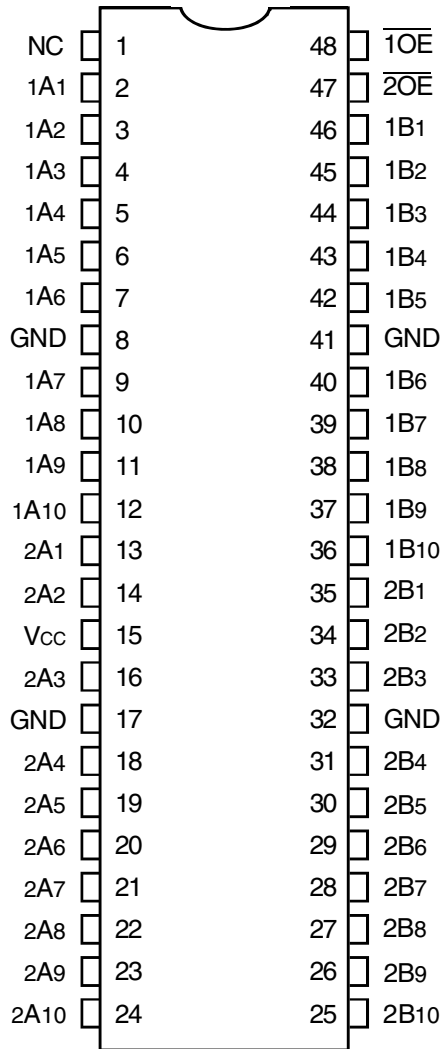 NC 1 48 1OE
1A1 2 47 2OE
1A2 3 46 1B1
1A3 4 45 1B2
1A4 5 44 1B3
1A5 6 43 1B4
1A6 7 42 1B5
GND 8 41 GND
1A7 9 40 1B6
1A8 10 39 1B7
1A9 11 38 1B8
1A10 12 37 1B9
2A1 13 36 1B10
2A2 14 35 2B1
VCC 15 34 2B2
2A3 16 33 2B3
GND 17 32 GND
2A4 18 31 2B4
2A5 19 30 2B5
2A6 20 29 2B6
2A7 21 28 2B7
2A8 22 27 2B8
2A9 23 26 2B9
2A10 24 25 2B10